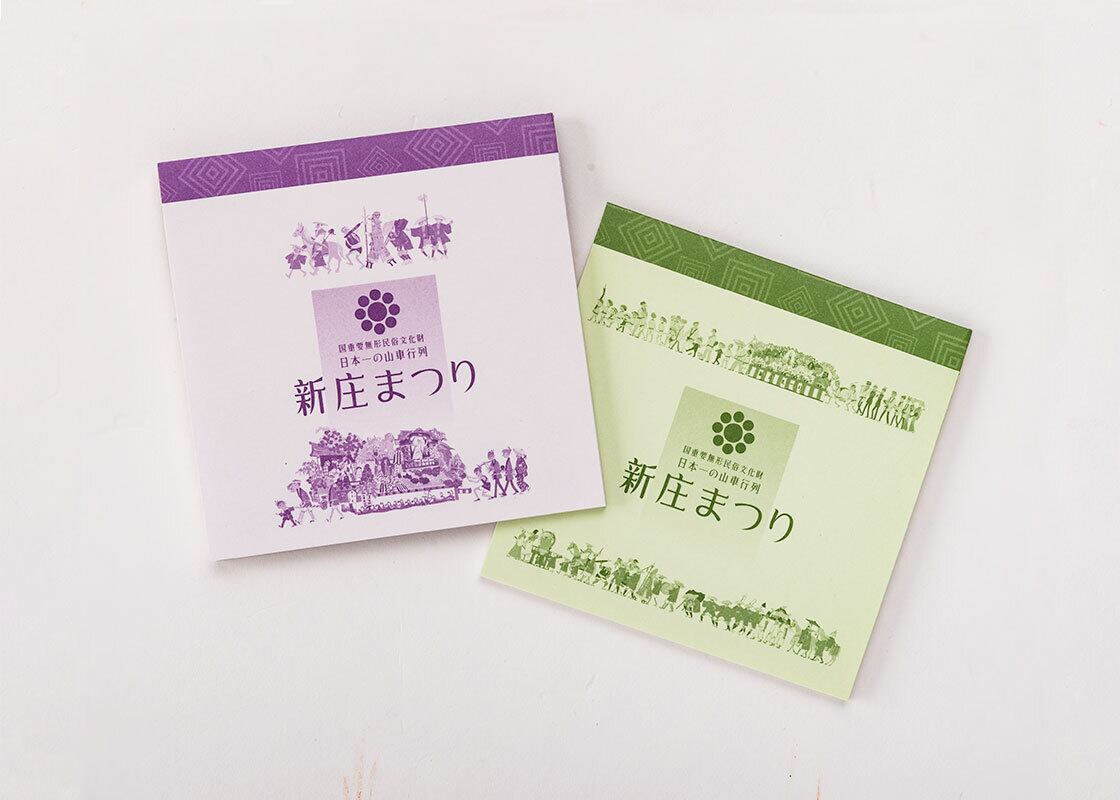 国重要無形民俗文化財
日本一の山車行列
新庄まつり
国重要無形民俗文化財
日本一の山車行列
新庄まつり